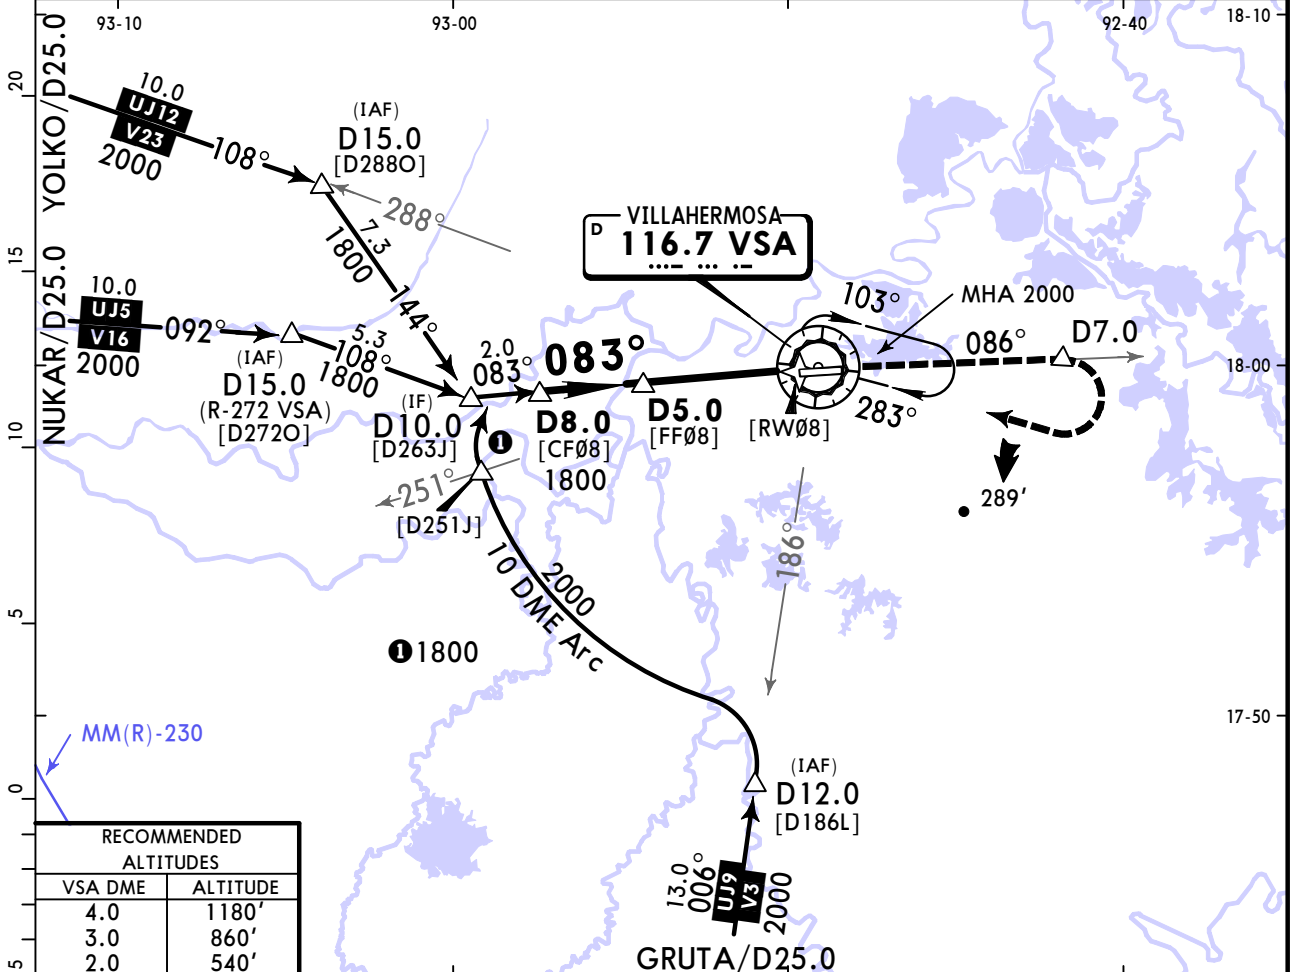 93-10
93-00
92-40
18-10
20
15
10
5
0
5
YOLKO/D25.0
NUKAR/D25.0
10.0
UJ12
V23
2000
108°
(IAF)
D15.0
[D288O]
288°
7.3
1800
144°
10.0
UJ5
V16
2000
092°
(IAF)
D15.0
(R-272 VSA)
[D272O]
5.3
108°
1800
(IF)
D10.0
[D263J]
2.0
083°
083°
D8.0
[CFØ8]
1800
D5.0
[FFØ8]
VILLAHERMOSA
D
116.7 VSA
[RWØ8]
103°
MHA 2000
086°
D7.0
283°
18-00
289'
1
251°
[D251J]
186°
2000
10 DME Arc
1 1800
17-50
MM(R)-230
(IAF)
D12.0
[D186L]
13.0
006°
UJ9
V3
2000
GRUTA/D25.0
RECOMMENDED
ALTITUDES
VSA DME ALTITUDE
4.0 1180'
3.0 860'
2.0 540'